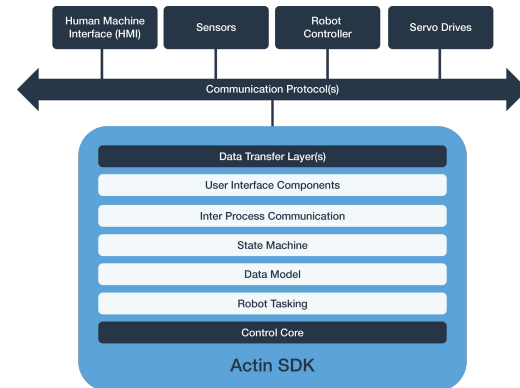 Human Machine
Interface (HMI)
Sensors
Robot
Controller
Servo Drives
Communication Protocol(s)
Data Transfer Layer(s)
User Interface Components
Inter Process Communication
State Machine
Data Model
Robot Tasking
Control Core
Actin SDK